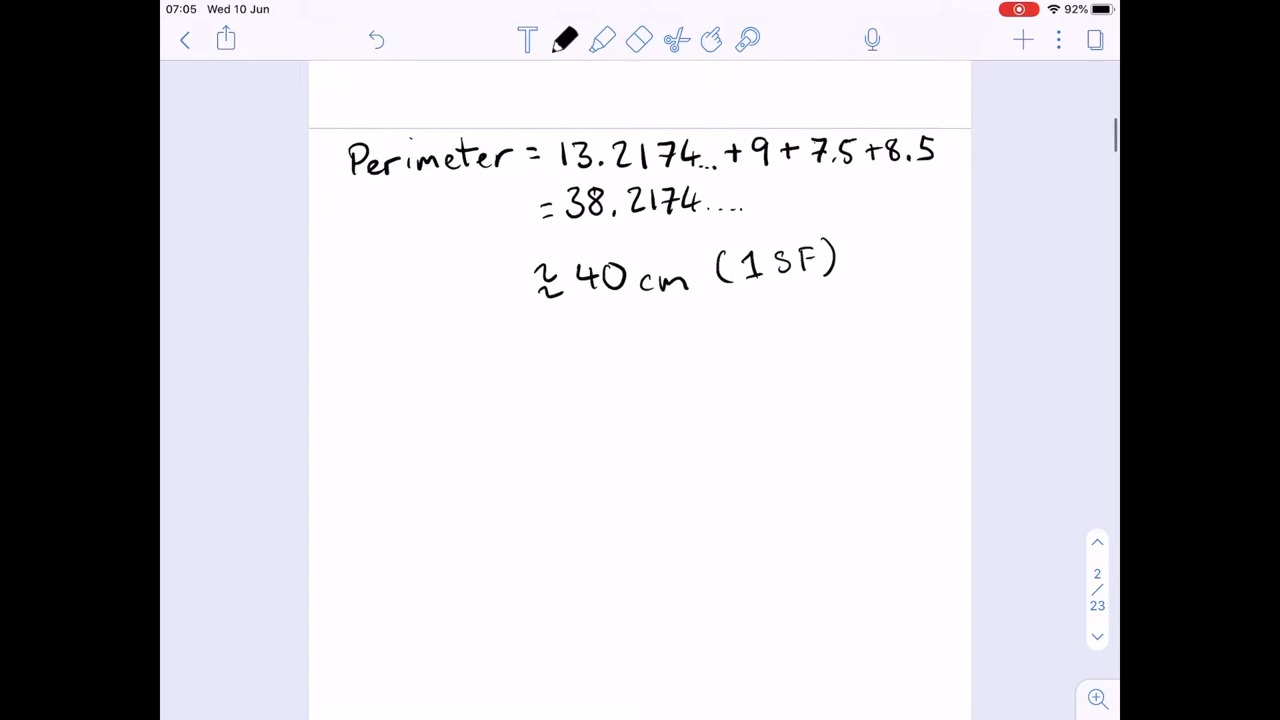 07:05 Wed 10 Jun 92%
Perimeter = 13.2174... + 9 + 7.5 + 8.5
= 38.2174....
≈ 40 cm (1 SF)
2
/
23